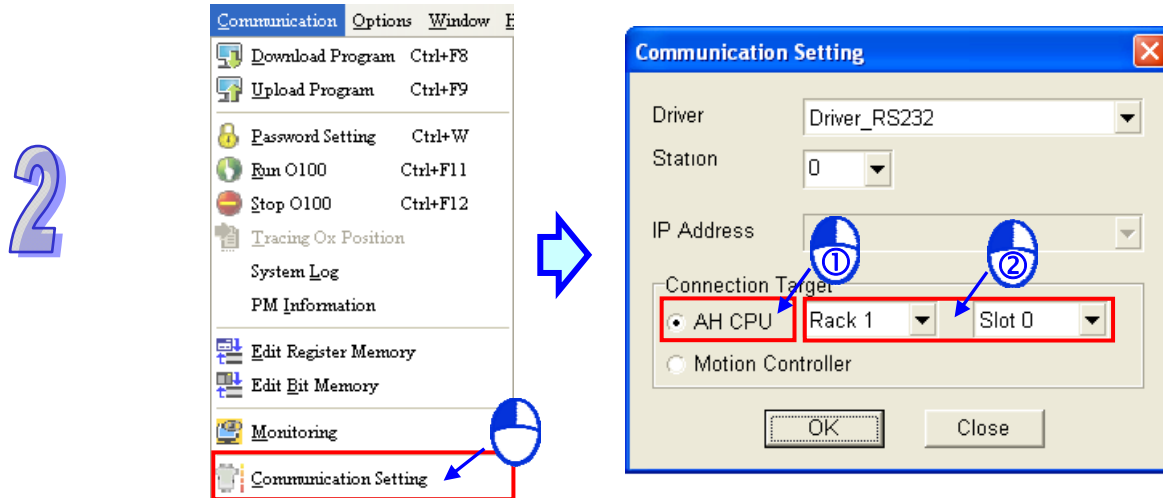 2
Communication Options Window
Download Program Ctrl+F8
Upload Program Ctrl+F9
Password Setting Ctrl+W
Run O100 Ctrl+F11
Stop O100 Ctrl+F12
Tracing Ox Position
System Log
PM Information
Edit Register Memory
Edit Bit Memory
Monitoring
Communication Setting
Communication Setting
Driver Driver_RS232
Station 0
IP Address
① ②
Connection Target
AH CPU Rack 1 Slot 0
Motion Controller
OK Close